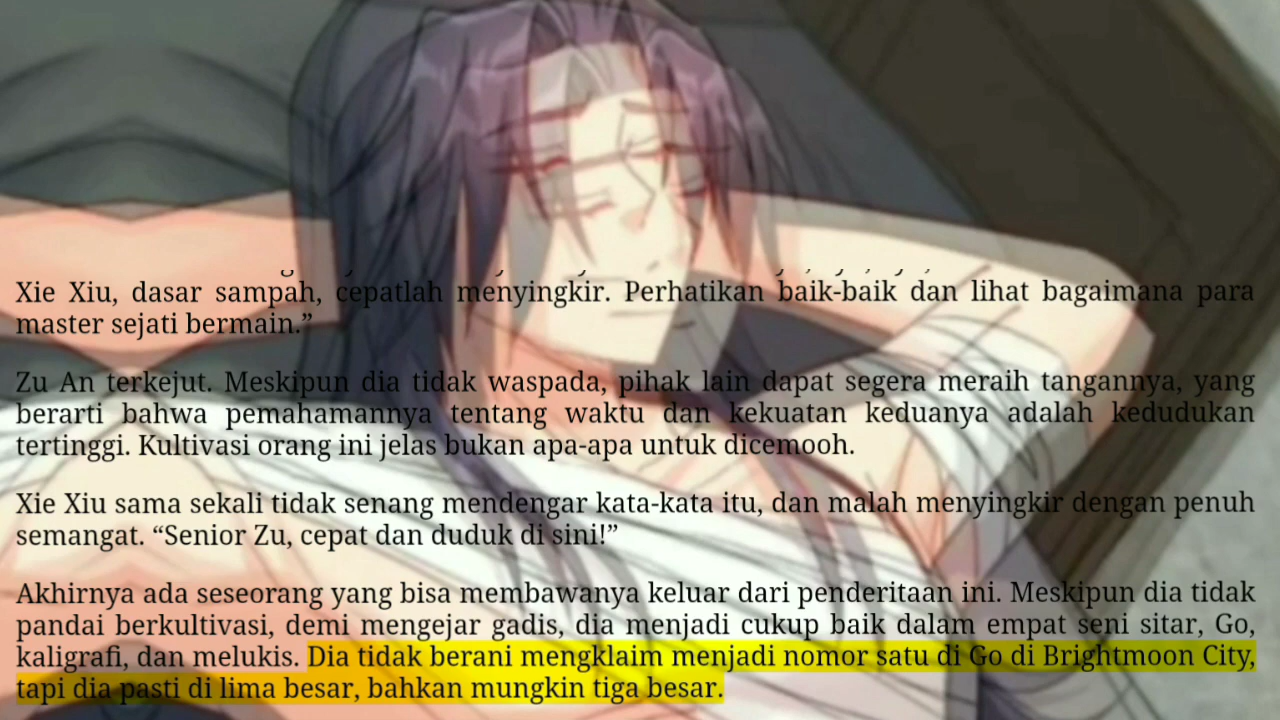 Xie Xiu, dasar sampah, cepatlah menyingkir. Perhatikan baik-baik dan lihat bagaimana para
master sejati bermain.”
Zu An terkejut. Meskipun dia tidak waspada, pihak lain dapat segera meraih tangannya, yang
berarti bahwa pemahamannya tentang waktu dan kekuatan keduanya adalah kedudukan
tertinggi. Kultivasi orang ini jelas bukan apa-apa untuk dicemooh.
Xie Xiu sama sekali tidak senang mendengar kata-kata itu, dan malah menyingkir dengan penuh
semangat. “Senior Zu, cepat dan duduk di sini!”
Akhirnya ada seseorang yang bisa membawanya keluar dari penderitaan ini. Meskipun dia tidak
pandai berkultivasi, demi mengejar gadis, dia menjadi cukup baik dalam empat seni sitar, Go,
kaligrafi, dan melukis. Dia tidak berani mengklaim menjadi nomor satu di Go di Brightmoon City,
tapi dia pasti di lima besar, bahkan mungkin tiga besar.